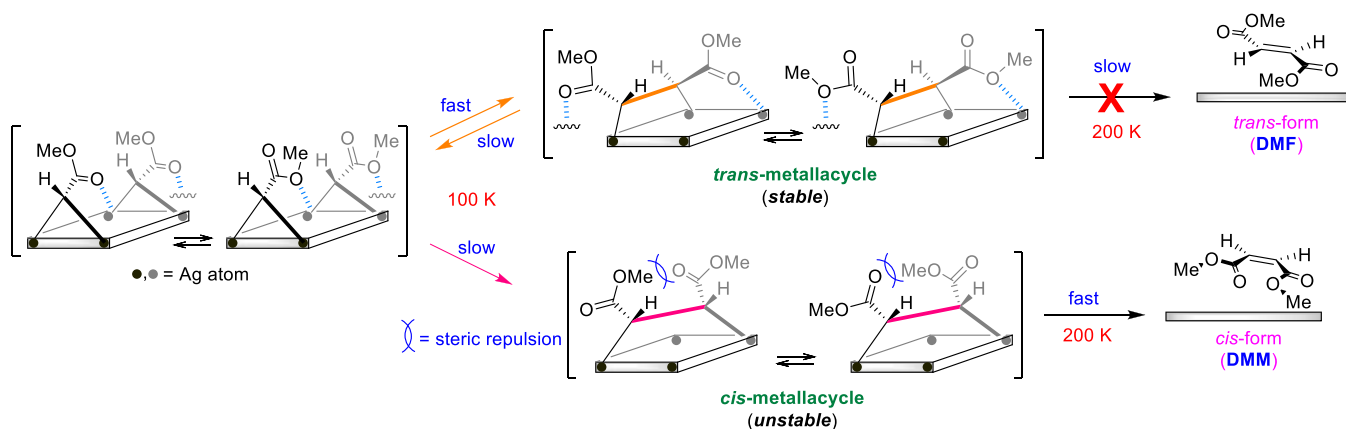 MeO
O
H
MeO
H
O
O
Me
O
H
O
Me
H
O
●,● = Ag atom
fast
slow
100 K
slow
= steric repulsion
OMe
O
O
H
H
OMe
O
Me
O
O
H
H
O
O
Me
trans-metallacycle
(stable)
OMe
O
O
H
H
OMe
O
O
MeO
H
H
O
OMe
cis-metallacycle
(unstable)
slow
X
200 K
fast
200 K
OMe
O
H
H
MeO
O
trans-form
(DMF)
H
H
Me
O
O
O
O
Me
cis-form
(DMM)